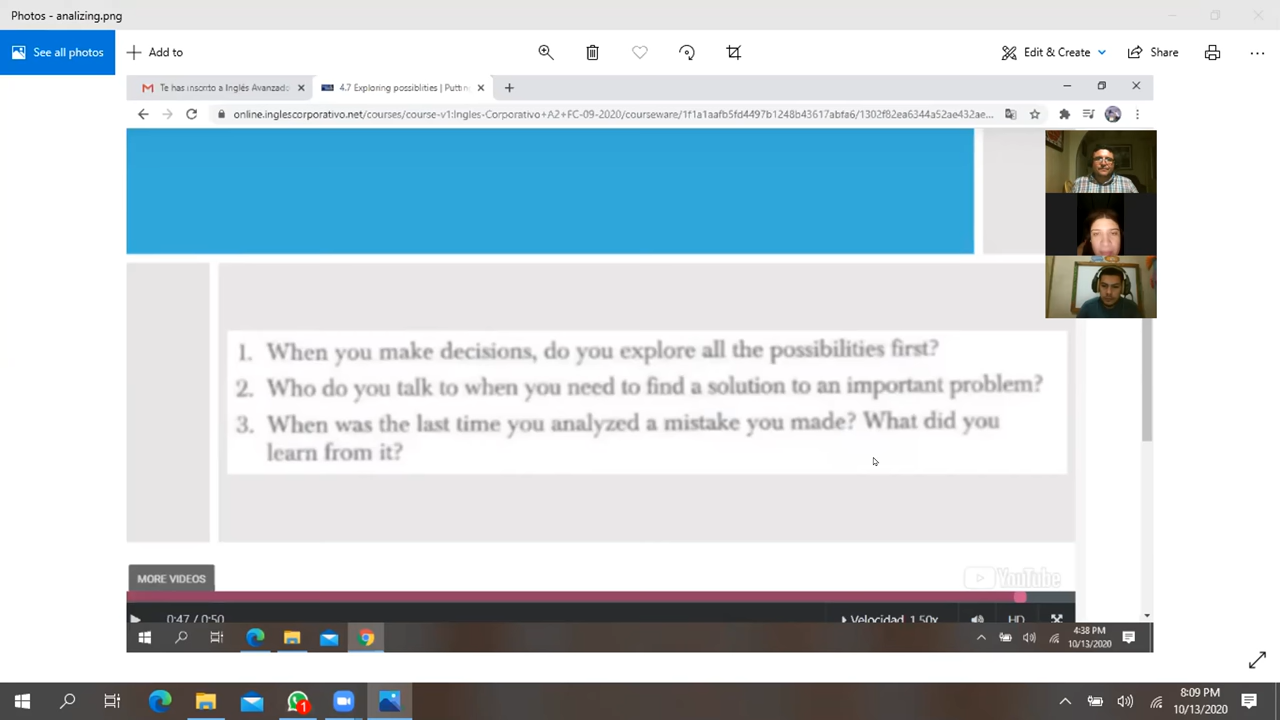 Photos - analizing.png
See all photos
Add to
Edit & Create
Share
Te has inscrito a Inglés Avanzado
4.7 Exploring possiblities | Puttin
online.inglescorporativo.net/courses/course-v1:Ingles-Corporativo+A2+FC-09-2020/courseware/1f1a1aafb5fd4497b1248b43617abfa6/1302f82ea6344a52ae432ae...
1. When you make decisions, do you explore all the possibilities first?
2. Who do you talk to when you need to find a solution to an important problem?
3. When was the last time you analyzed a mistake you made? What did you
learn from it?
MORE VIDEOS
YouTube
0:47 / 0:50
Velocidad 1.50x
HD
4:38 PM
10/13/2020
1
8:09 PM
10/13/2020